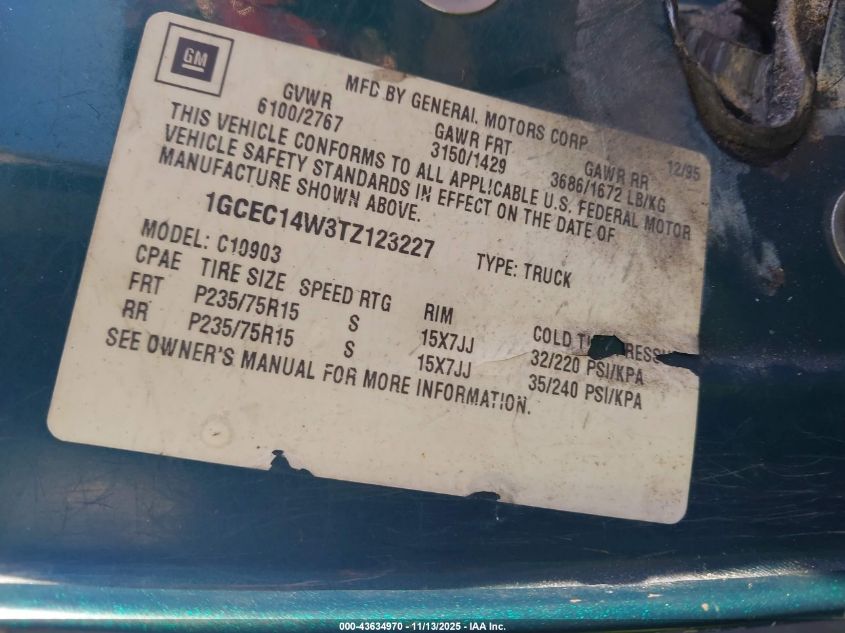 GM
MFD BY GENERAL MOTORS CORP 12/95
GVWR GAWR FRT GAWR RR
6100/2767 3150/1429 3686/1672 LB/KG
THIS VEHICLE CONFORMS TO ALL APPLICABLE U.S. FEDERAL MOTOR
VEHICLE SAFETY STANDARDS IN EFFECT ON THE DATE OF
MANUFACTURE SHOWN ABOVE.
1GCEC14W3TZ123227 TYPE: TRUCK
MODEL: C10903
CPAE TIRE SIZE SPEED RTG RIM COLD
FRT P235/75R15 S 15X7JJ 32/220 PSI/KPA
RR P235/75R15 S 15X7JJ 35/240 PSI/KPA
SEE OWNER'S MANUAL FOR MORE INFORMATION.
000-43634970 - 11/13/2025 - IAA Inc.